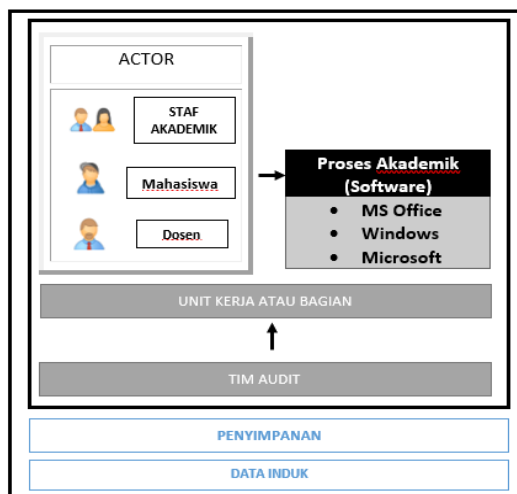 ACTOR
STAF
AKADEMIK
Mahasiswa
Dosen
Proses Akademik
(Software)
• MS Office
• Windows
• Microsoft
UNIT KERJA ATAU BAGIAN
TIM AUDIT
PENYIMPANAN
DATA INDUK